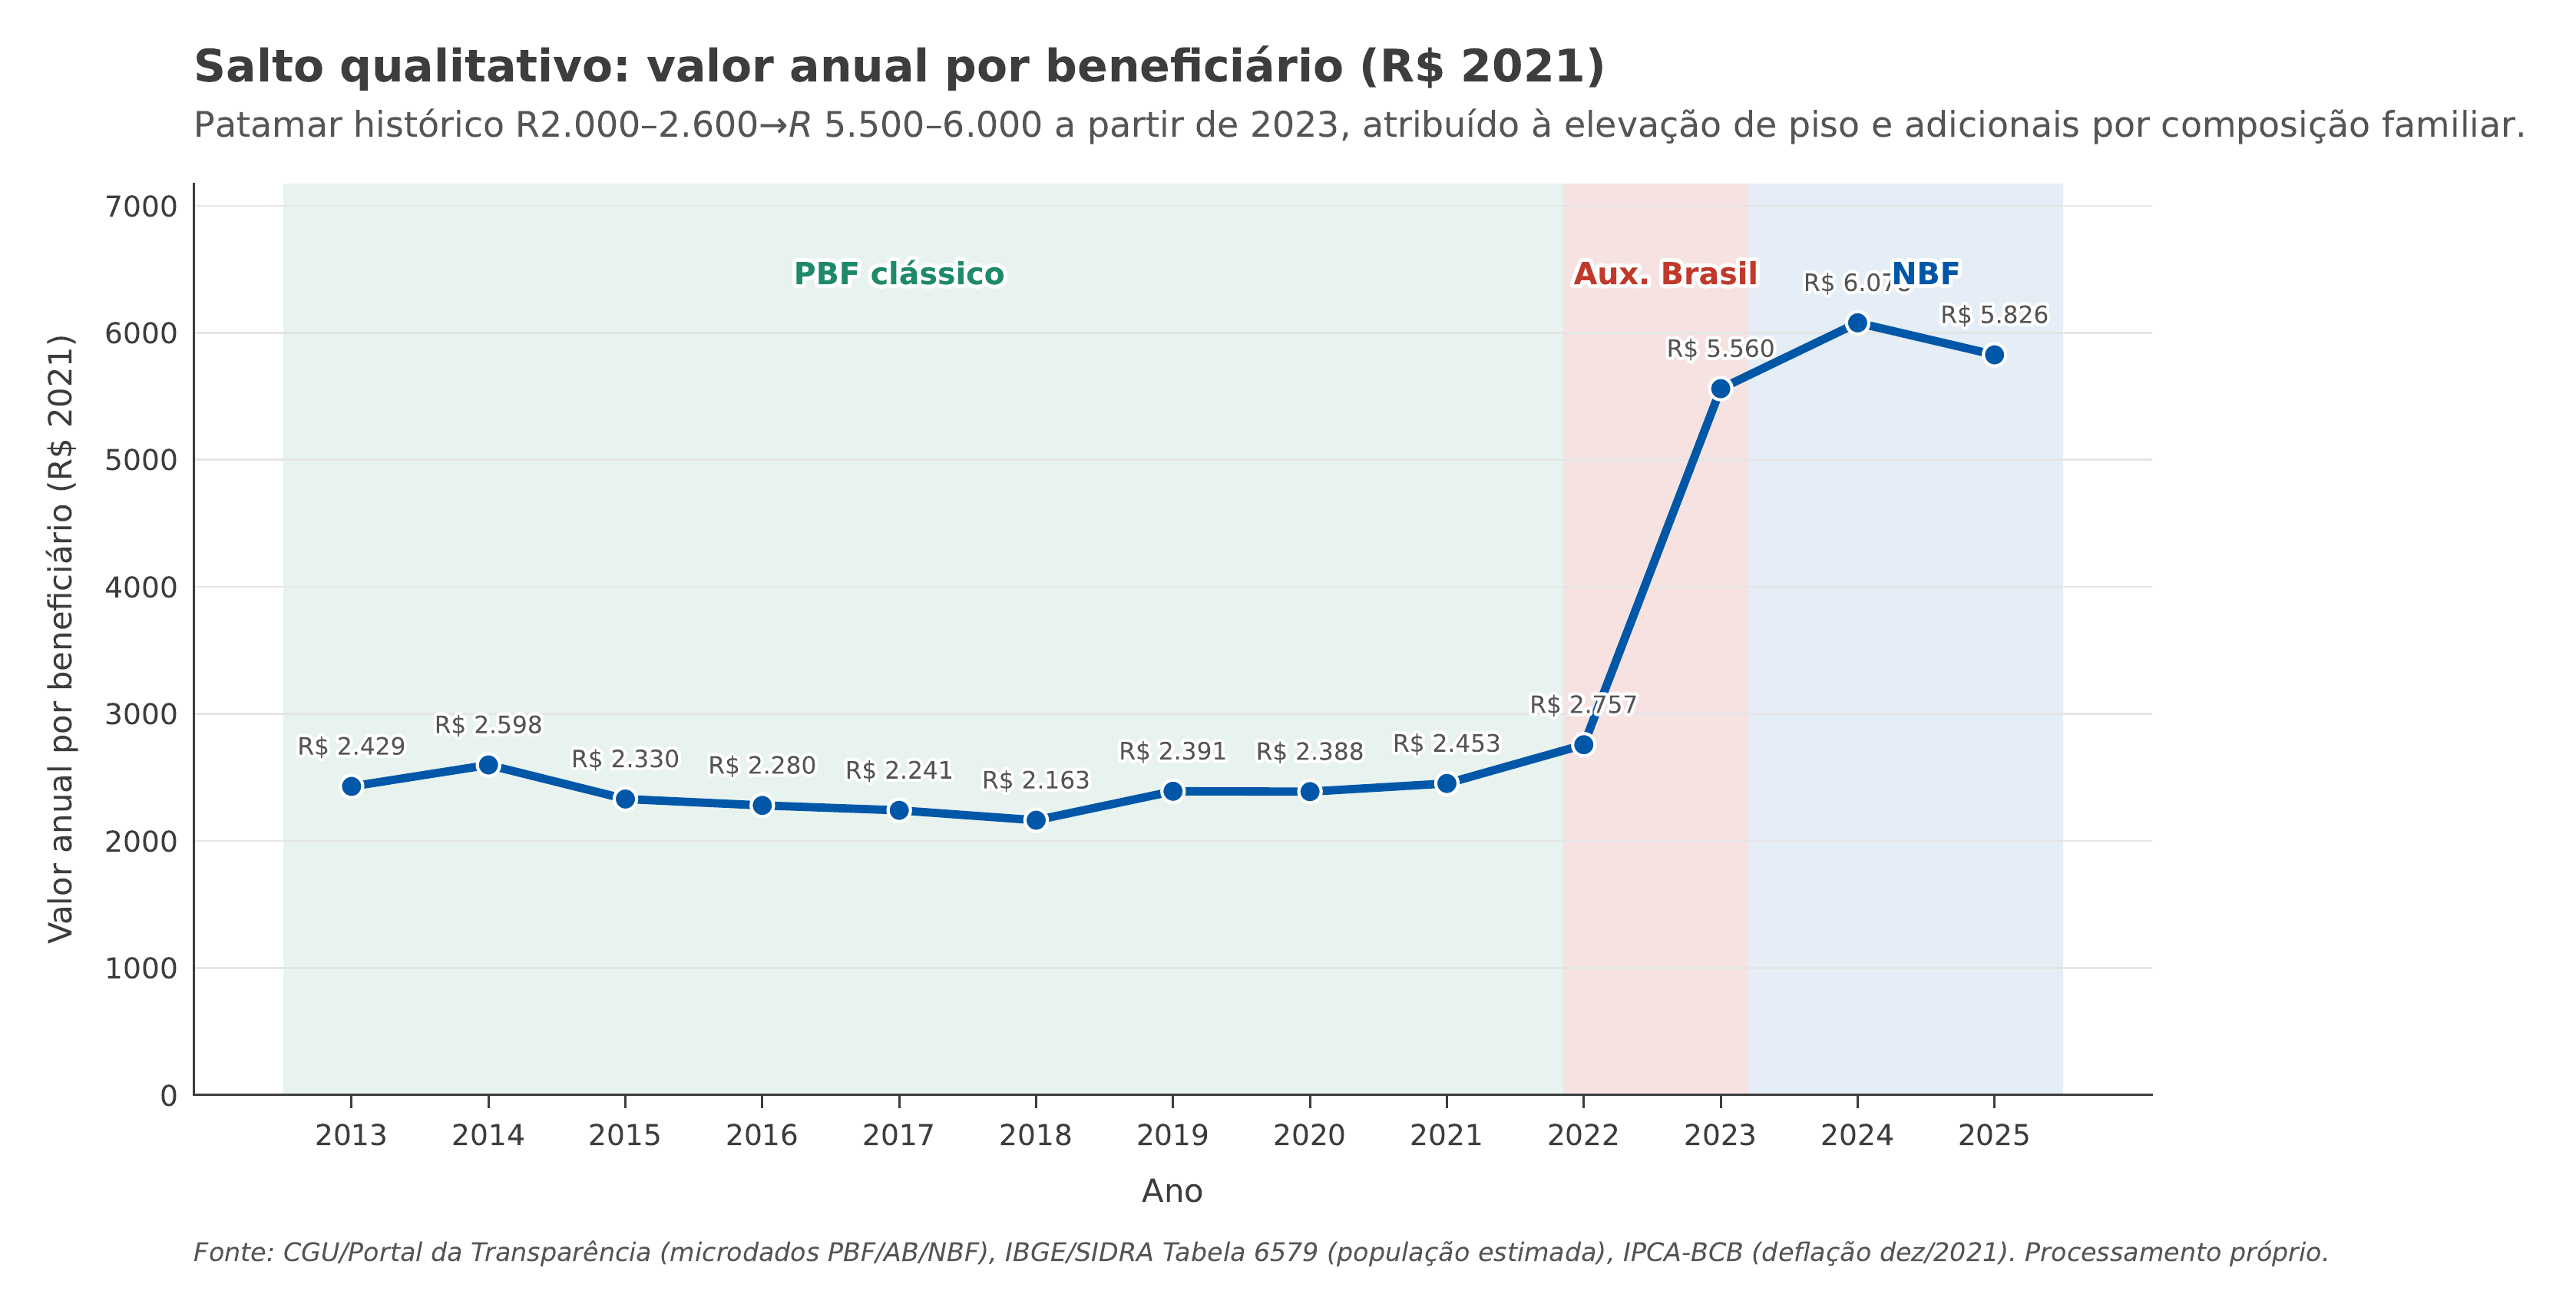 Salto qualitativo: valor anual por beneficiário (R$ 2021)
Patamar histórico R2.000–2.600→R 5.500–6.000 a partir de 2023, atribuído à elevação de piso e adicionais por composição familiar.
Valor anual por beneficiário (R$ 2021)
7000
6000
5000
4000
3000
2000
1000
0
PBF clássico
Aux. Brasil
NBF
R$ 2.429
R$ 2.598
R$ 2.330
R$ 2.280
R$ 2.241
R$ 2.163
R$ 2.391
R$ 2.388
R$ 2.453
R$ 2.757
R$ 5.560
R$
R$ 5.826
2013 2014 2015 2016 2017 2018 2019 2020 2021 2022 2023 2024 2025
Ano
Fonte: CGU/Portal da Transparência (microdados PBF/AB/NBF), IBGE/SIDRA Tabela 6579 (população estimada), IPCA-BCB (deflação dez/2021). Processamento próprio.